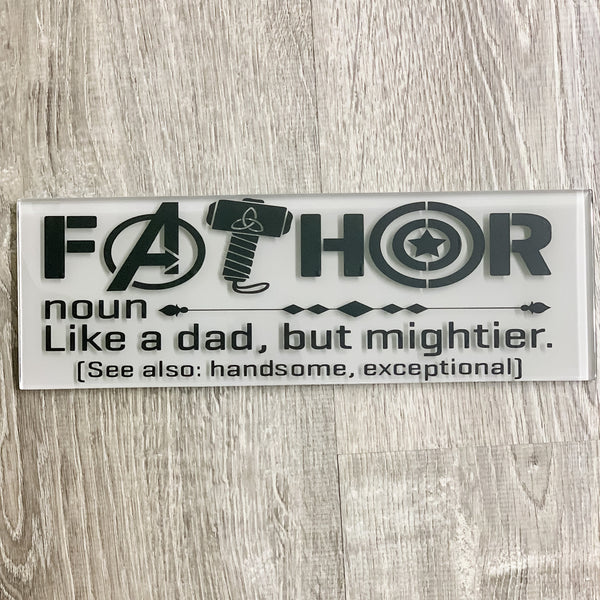 FATHOR
noun
Like a dad, but mightier.
(See also: handsome, exceptional)